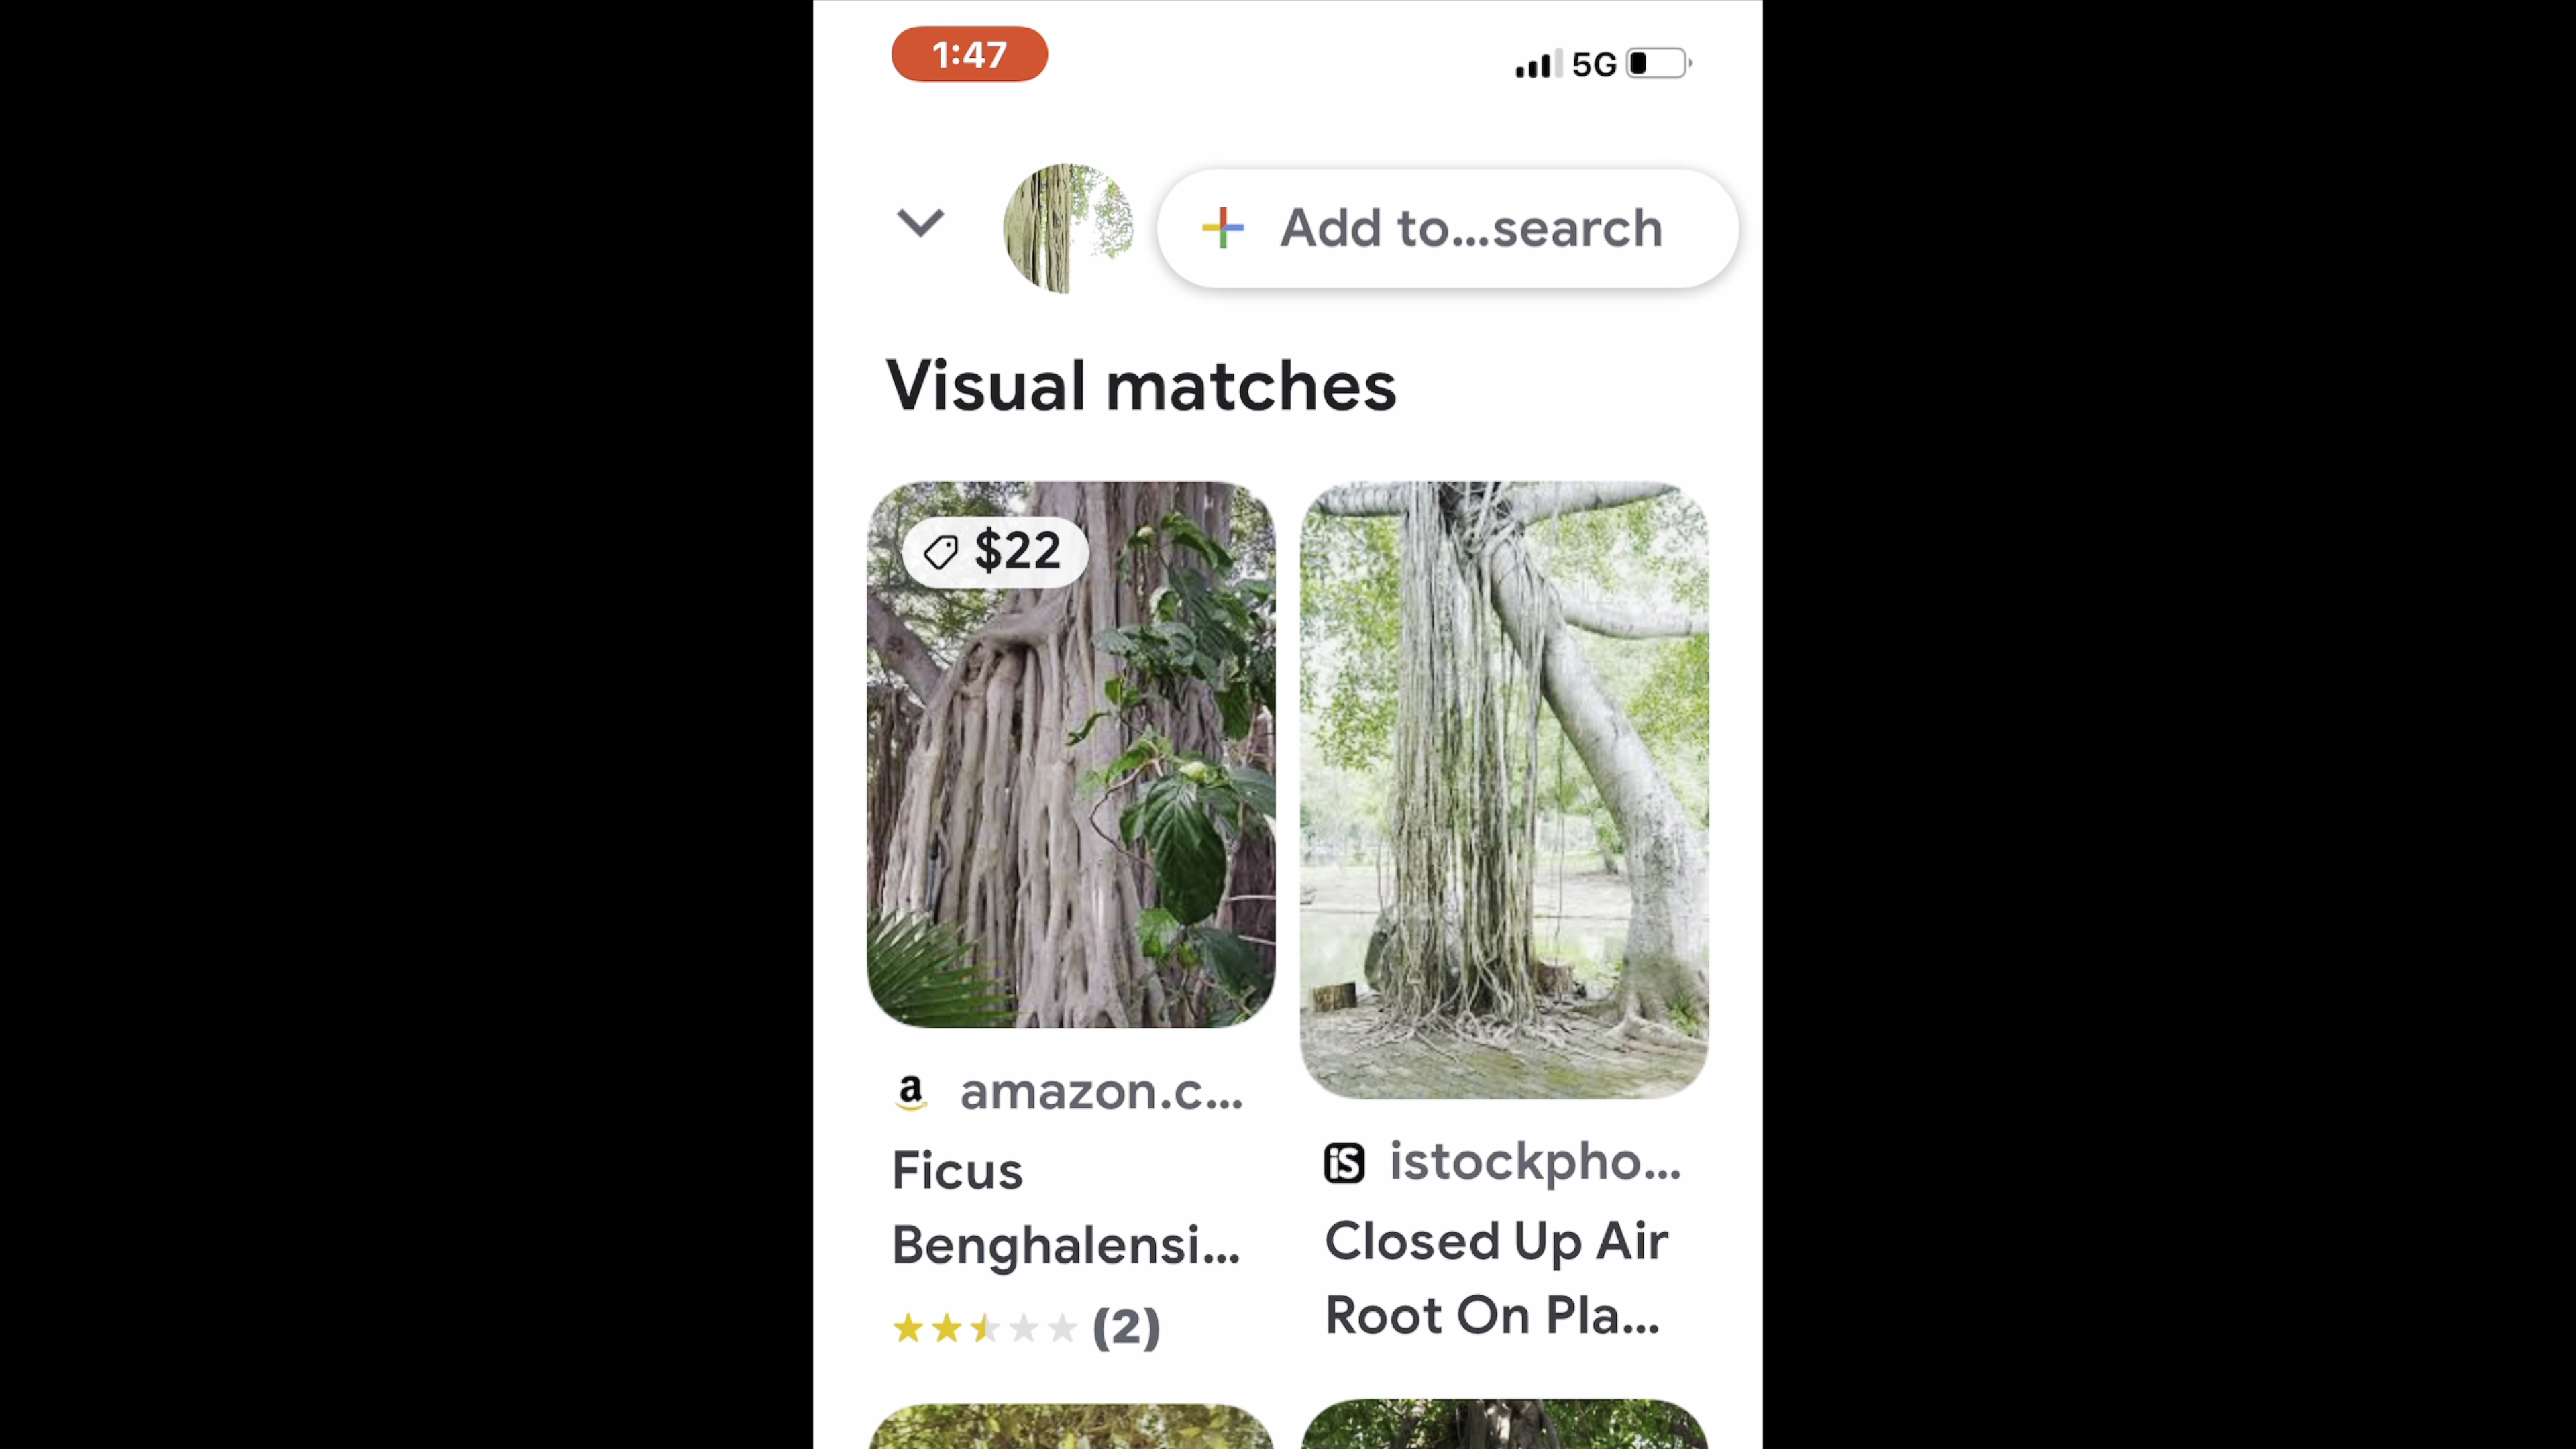 1:47
5G
Add to...search
Visual matches
$22
a amazon.c...
Ficus
Benghalensi...
(2)
iS istockpho...
Closed Up Air
Root On Pla...